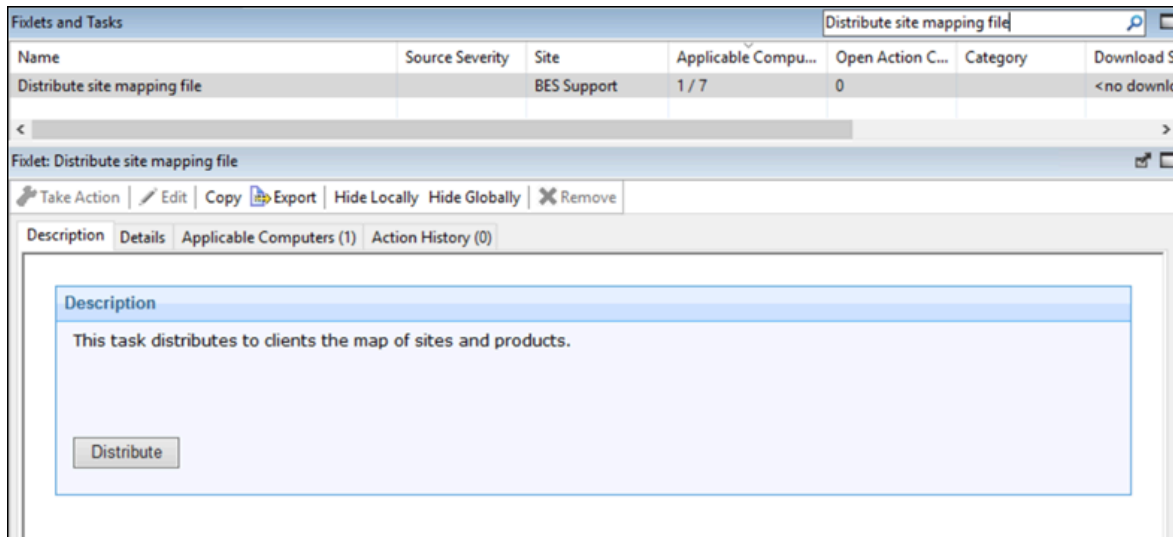 Fixlets and Tasks Distribute site mapping file
Name Source Severity Site Applicable Compu... Open Action C... Category Download S
Distribute site mapping file BES Support 1 / 7 0 <no downlo
Fixlet: Distribute site mapping file
Take Action Edit Copy Export Hide Locally Hide Globally Remove
Description Details Applicable Computers (1) Action History (0)
Description
This task distributes to clients the map of sites and products.
Distribute